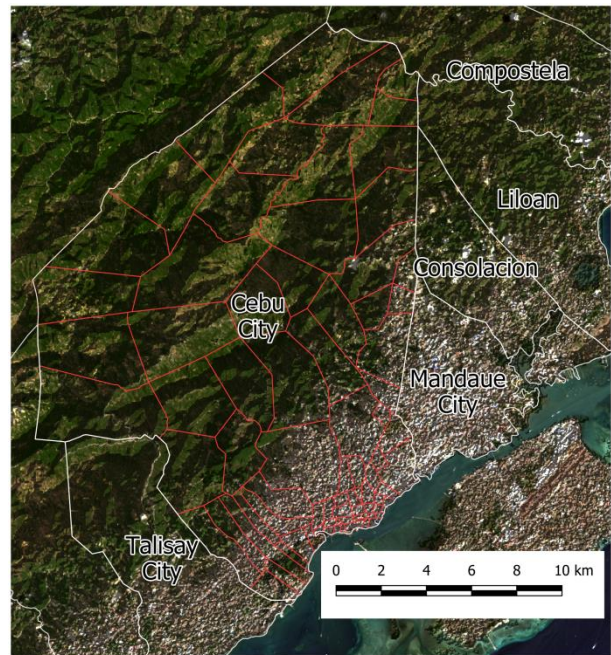 Compostela
Liloan
Consolacion
Cebu
City
Mandaue
City
Talisay
City
0 2 4 6 8 10 km